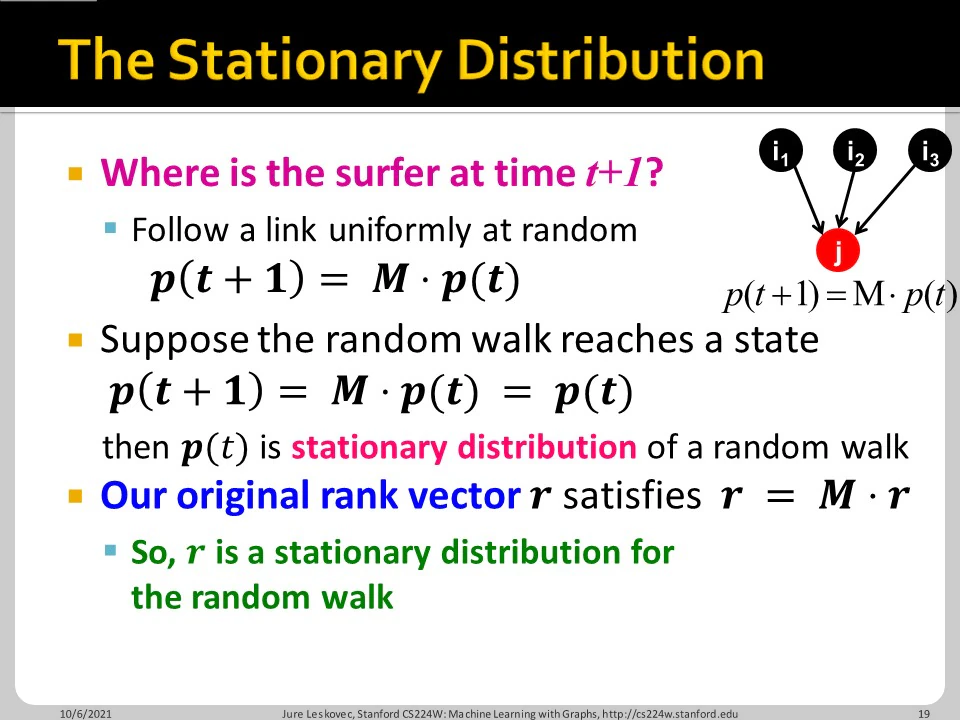 The Stationary Distribution
▪ Where is the surfer at time t+1?
▪ Follow a link uniformly at random
p(t + 1) = M · p(t)
i1 i2 i3
j
p(t +1) = M · p(t)
▪ Suppose the random walk reaches a state
p(t + 1) = M · p(t) = p(t)
then p(t) is stationary distribution of a random walk
▪ Our original rank vector r satisfies r = M · r
▪ So, r is a stationary distribution for
the random walk
10/6/2021 Jure Leskovec, Stanford CS224W: Machine Learning with Graphs, http://cs224w.stanford.edu 19